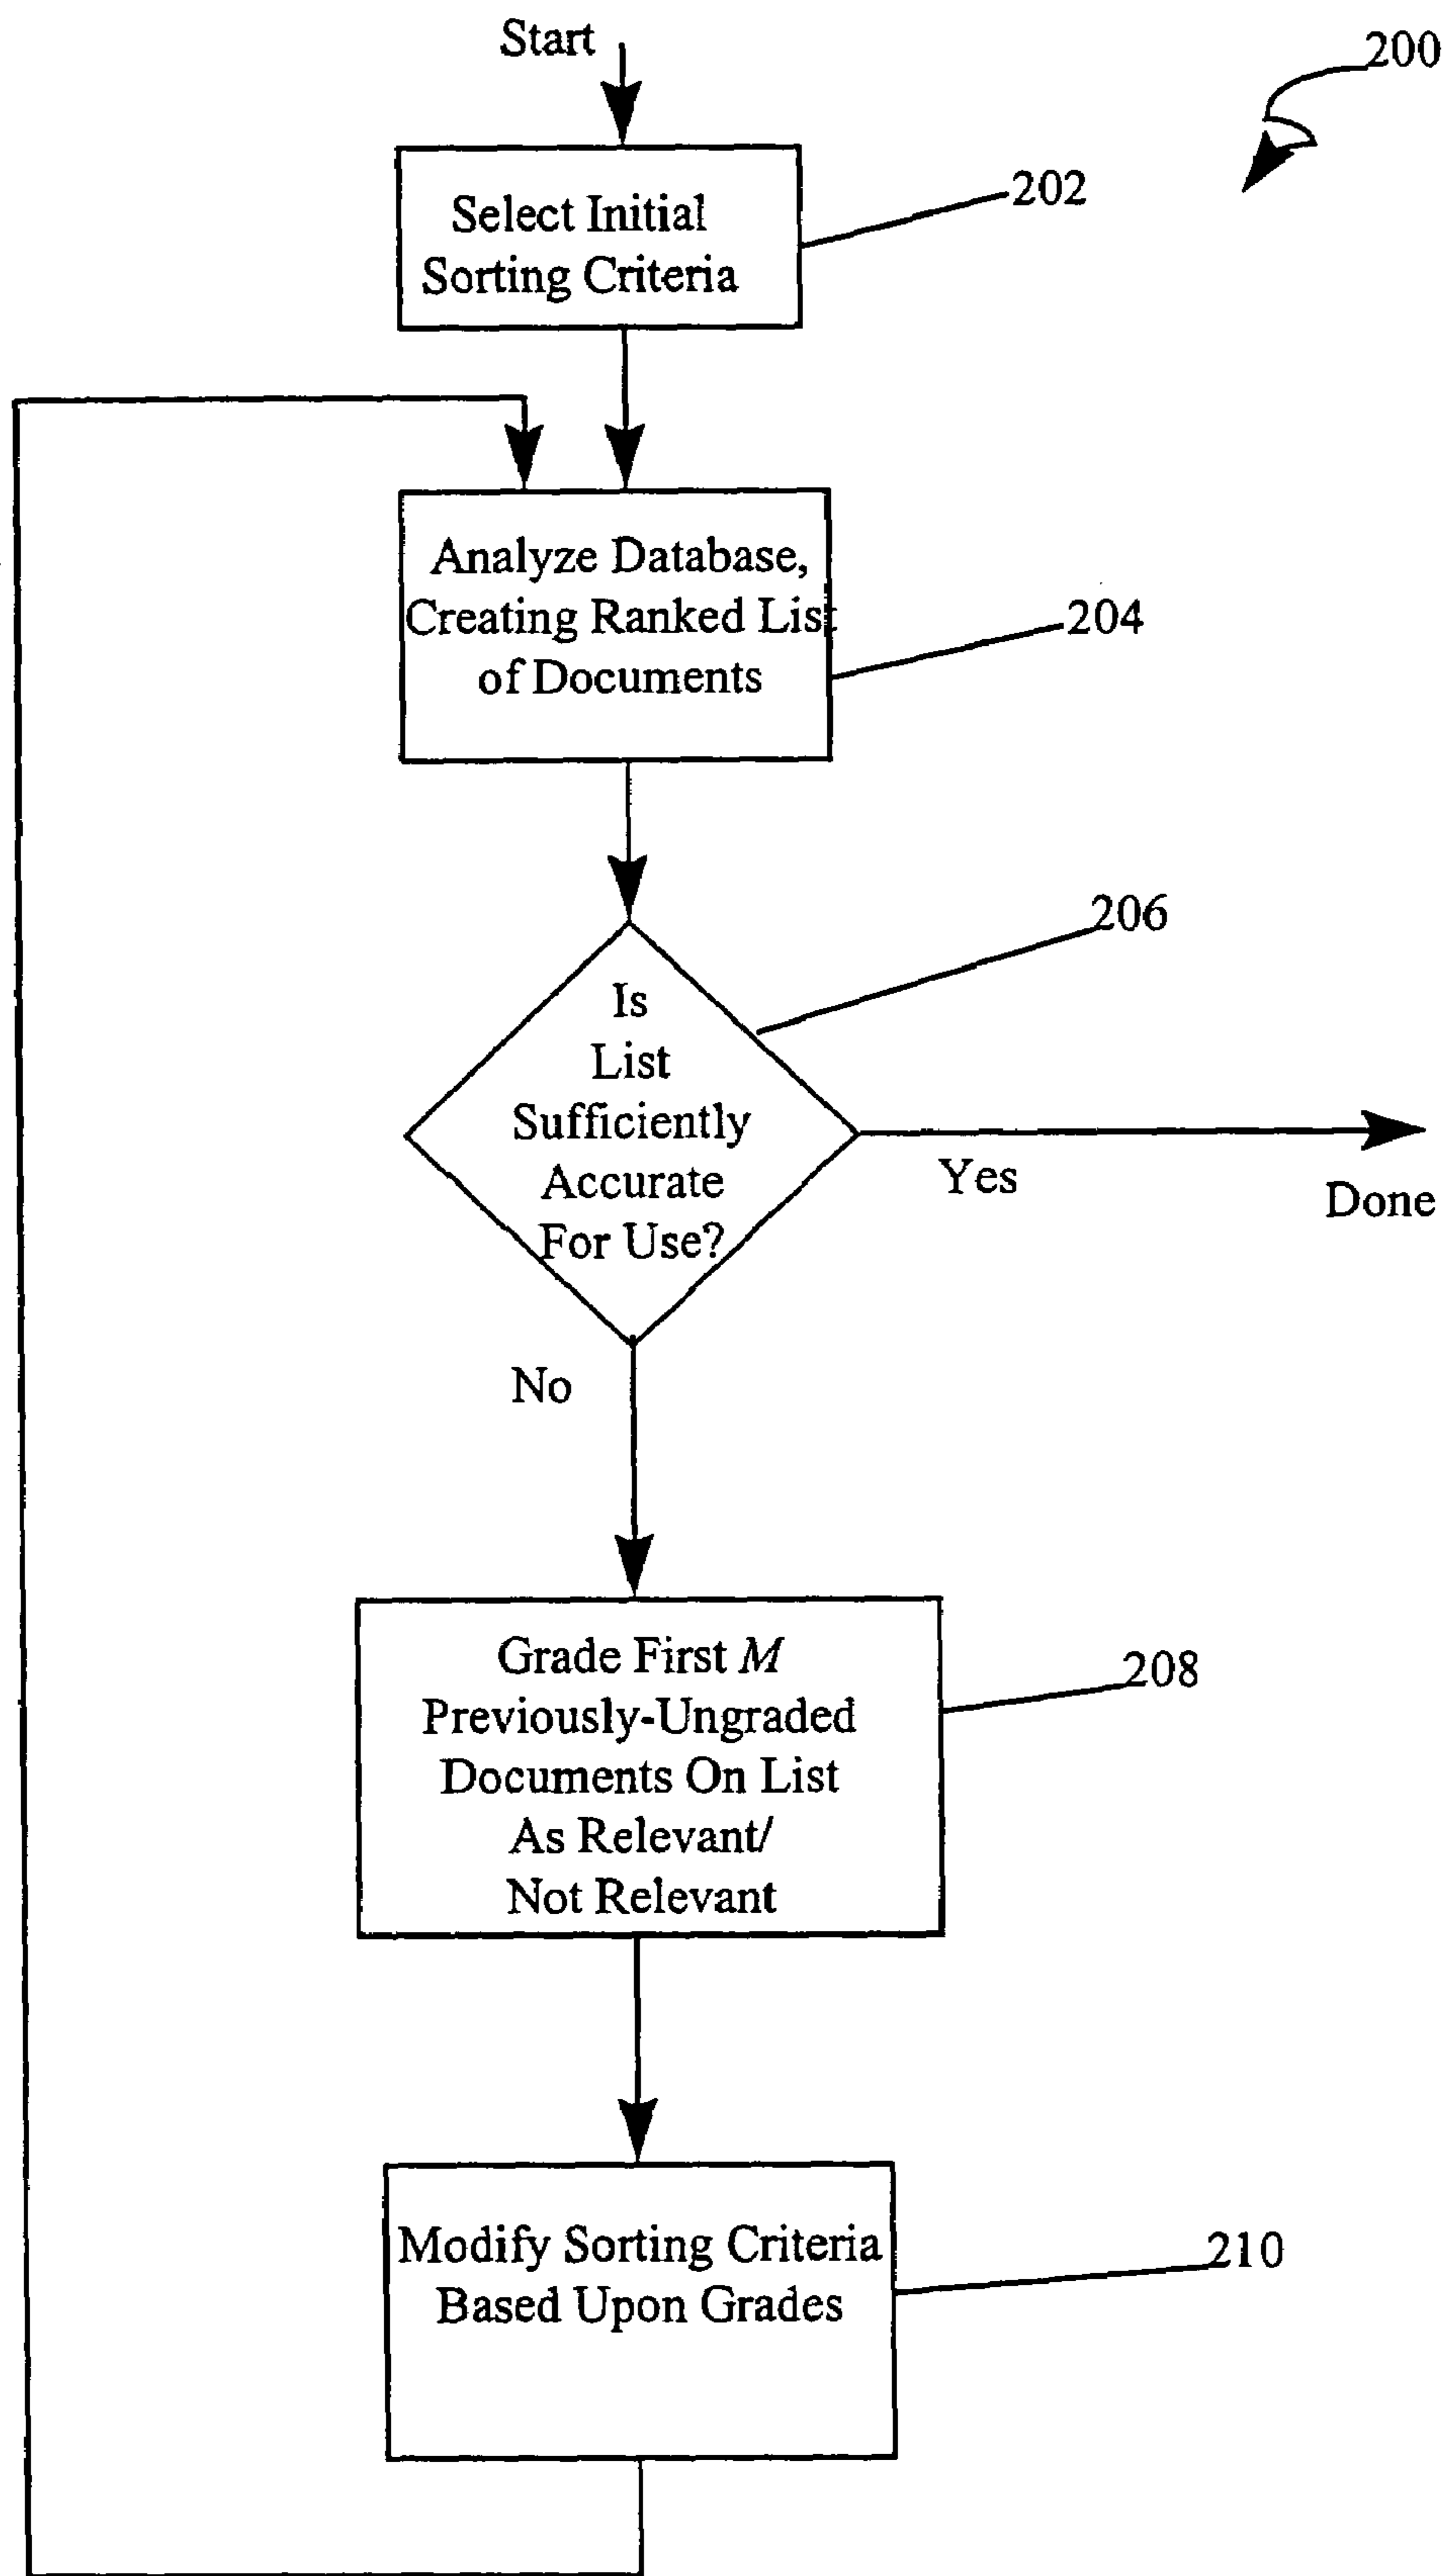 Start
200
Select Initial
Sorting Criteria
202
Analyze Database,
Creating Ranked List
of Documents
204
Is
List
Sufficiently
Accurate
For Use?
206
Yes
Done
No
Grade First M
Previously-Ungraded
Documents On List
As Relevant/
Not Relevant
208
Modify Sorting Criteria
Based Upon Grades
210